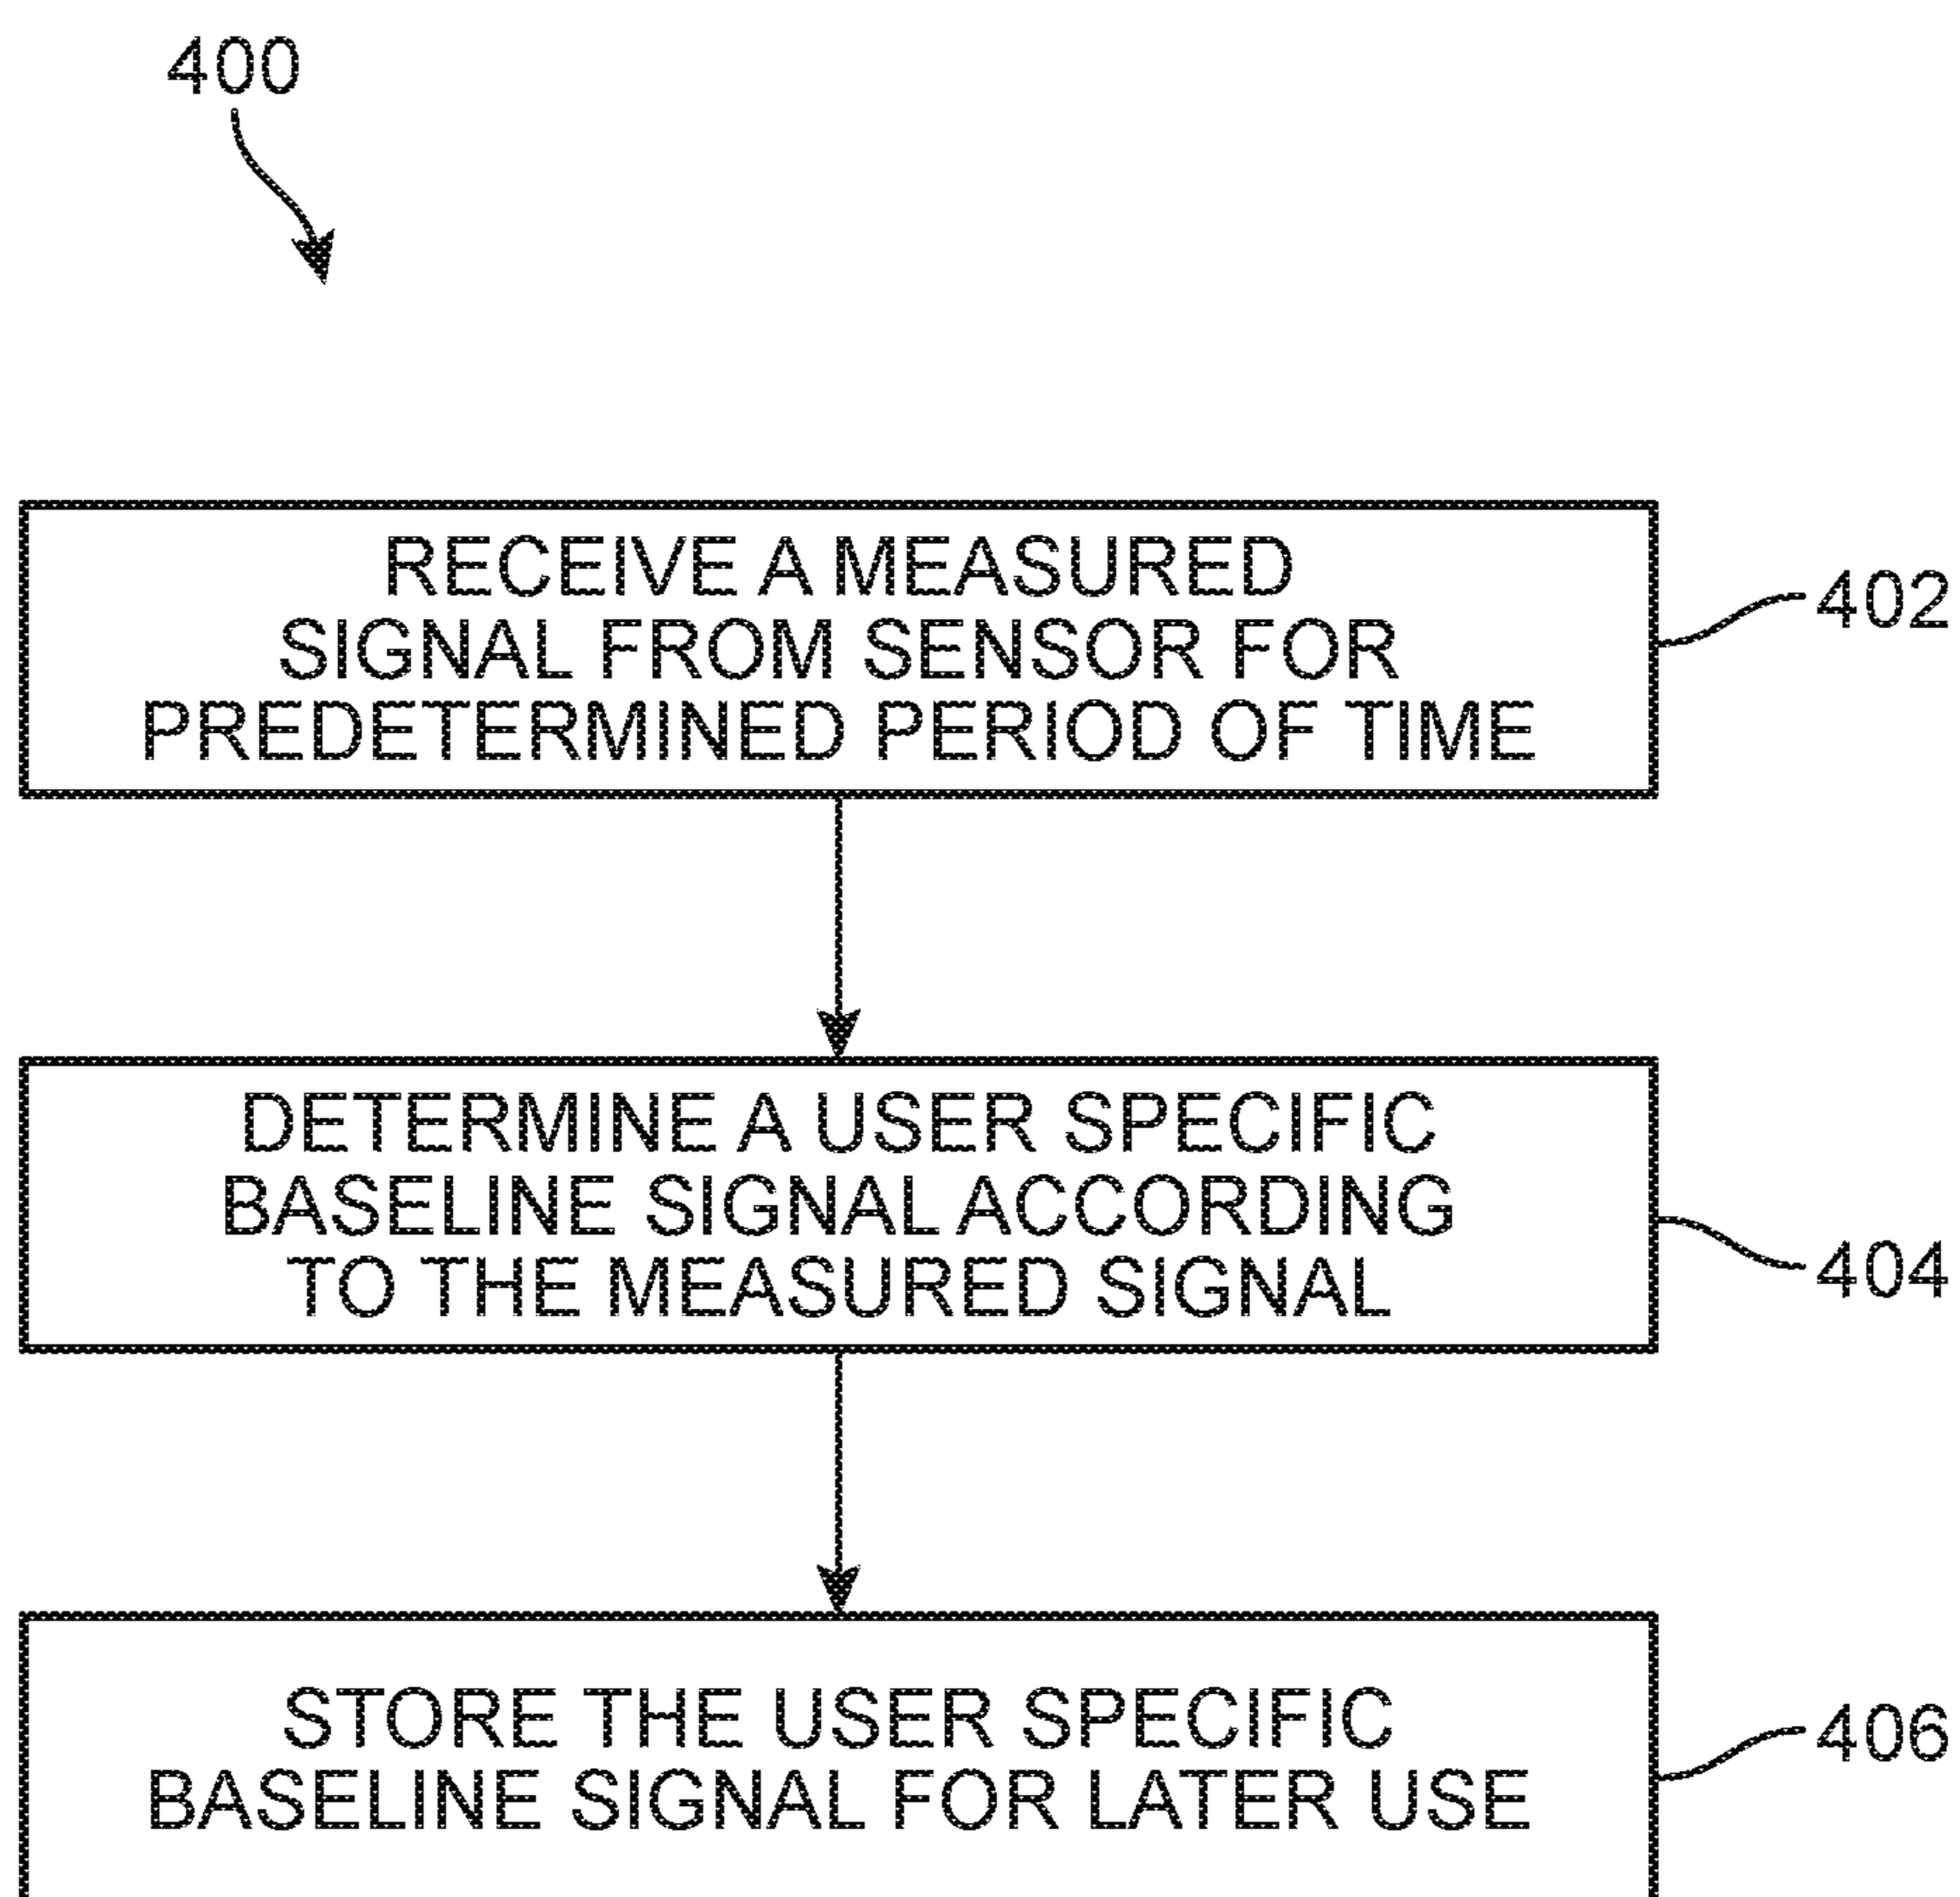 400
RECEIVE A MEASURED
SIGNAL FROM SENSOR FOR
PREDETERMINED PERIOD OF TIME
402
DETERMINE A USER SPECIFIC
BASELINE SIGNAL ACCORDING
TO THE MEASURED SIGNAL
404
STORE THE USER SPECIFIC
BASELINE SIGNAL FOR LATER USE
406